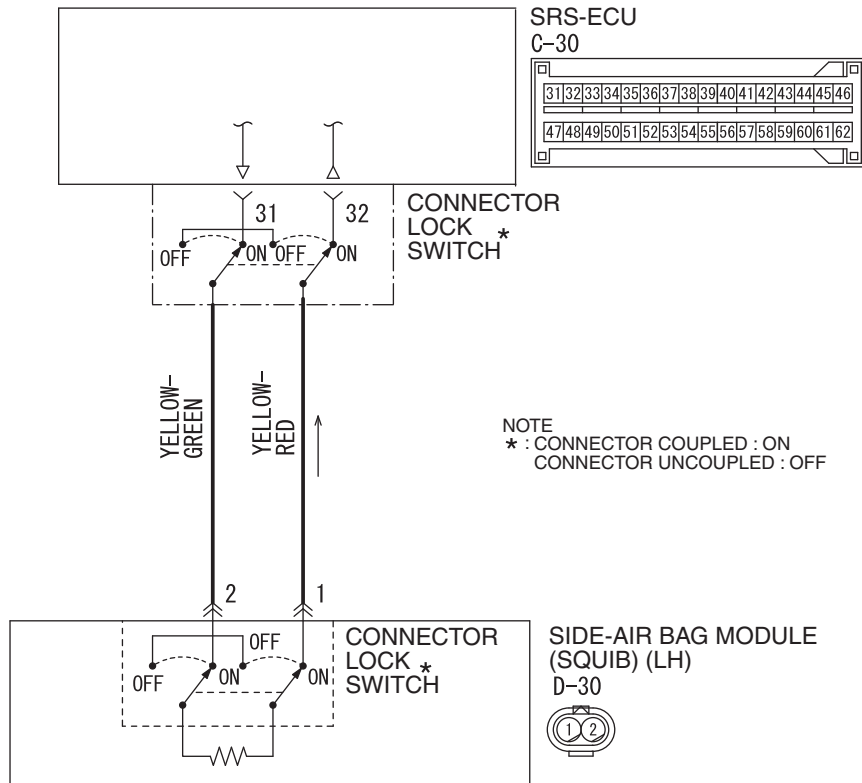 SRS-ECU
C-30
31 32 33 34 35 36 37 38 39 40 41 42 43 44 45 46
47 48 49 50 51 52 53 54 55 56 57 58 59 60 61 62
31
32
CONNECTOR
LOCK
SWITCH *
OFF
ON
OFF
ON
YELLOW-
GREEN
YELLOW-
RED
NOTE
* : CONNECTOR COUPLED : ON
CONNECTOR UNCOUPLED : OFF
2
1
OFF
ON
OFF
ON
CONNECTOR
LOCK *
SWITCH
SIDE-AIR BAG MODULE
(SQUIB) (LH)
D-30
1 2